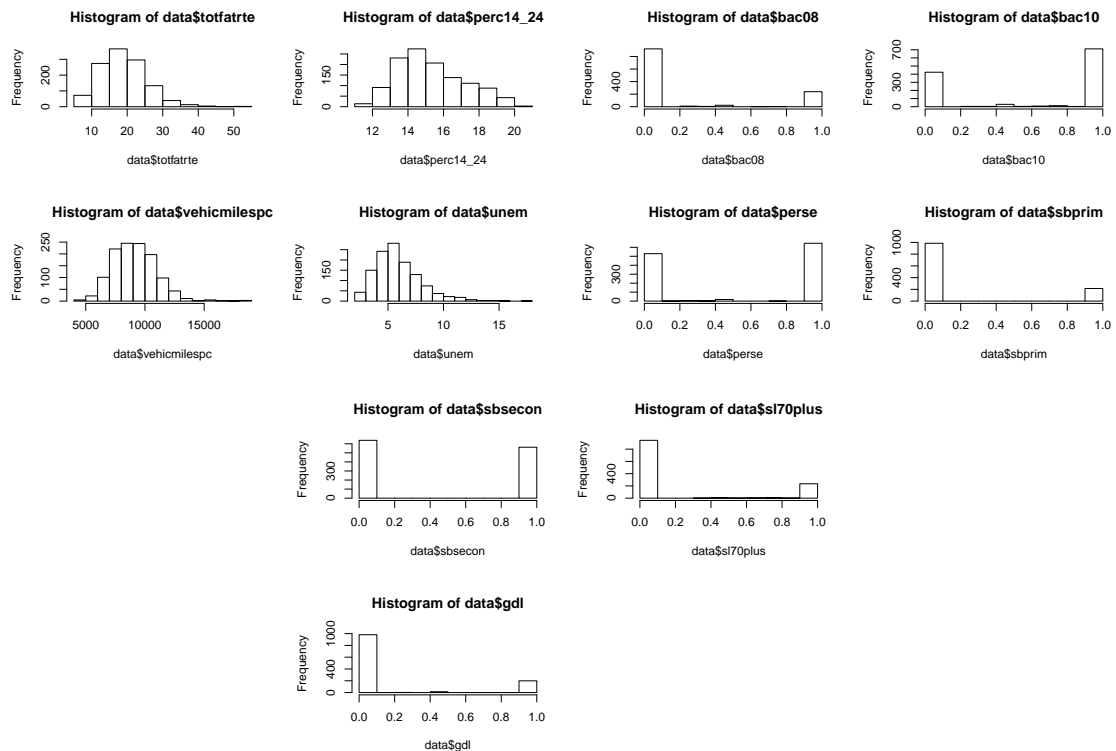 Histogram of data$totfatrte
Frequency
0 200
10 20 30 40 50
data$totfatrte
Histogram of data$perc14_24
Frequency
0 150
12 14 16 18 20
data$perc14_24
Histogram of data$bac08
Frequency
0 400
0.0 0.2 0.4 0.6 0.8 1.0
data$bac08
Histogram of data$bac10
Frequency
0 300 700
0.0 0.2 0.4 0.6 0.8 1.0
data$bac10
Histogram of data$vehicmilespc
Frequency
0 100 250
5000 10000 15000
data$vehicmilespc
Histogram of data$unem
Frequency
0 150
5 10 15
data$unem
Histogram of data$perse
Frequency
0 300
0.0 0.2 0.4 0.6 0.8 1.0
data$perse
Histogram of data$sbprim
Frequency
0 400 1000
0.0 0.2 0.4 0.6 0.8 1.0
data$sbprim
Histogram of data$sbsecon
Frequency
0 300
0.0 0.2 0.4 0.6 0.8 1.0
data$sbsecon
Histogram of data$sl70plus
Frequency
0 400
0.0 0.2 0.4 0.6 0.8 1.0
data$sl70plus
Histogram of data$gdl
Frequency
0 400 1000
0.0 0.2 0.4 0.6 0.8 1.0
data$gdl